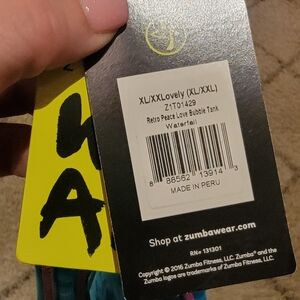 XL/XXLovely (XL/XXL)
Z1T01429
Retro Peace Love Bubble Tank
Waterfall
8 88562 13914 3
MADE IN PERU
Shop at zumbawear.com
RN# 131301
Copyright © 2016 Zumba Fitness, LLC. Zumba® and the
Zumba logos are trademarks of Zumba Fitness, LLC.
A